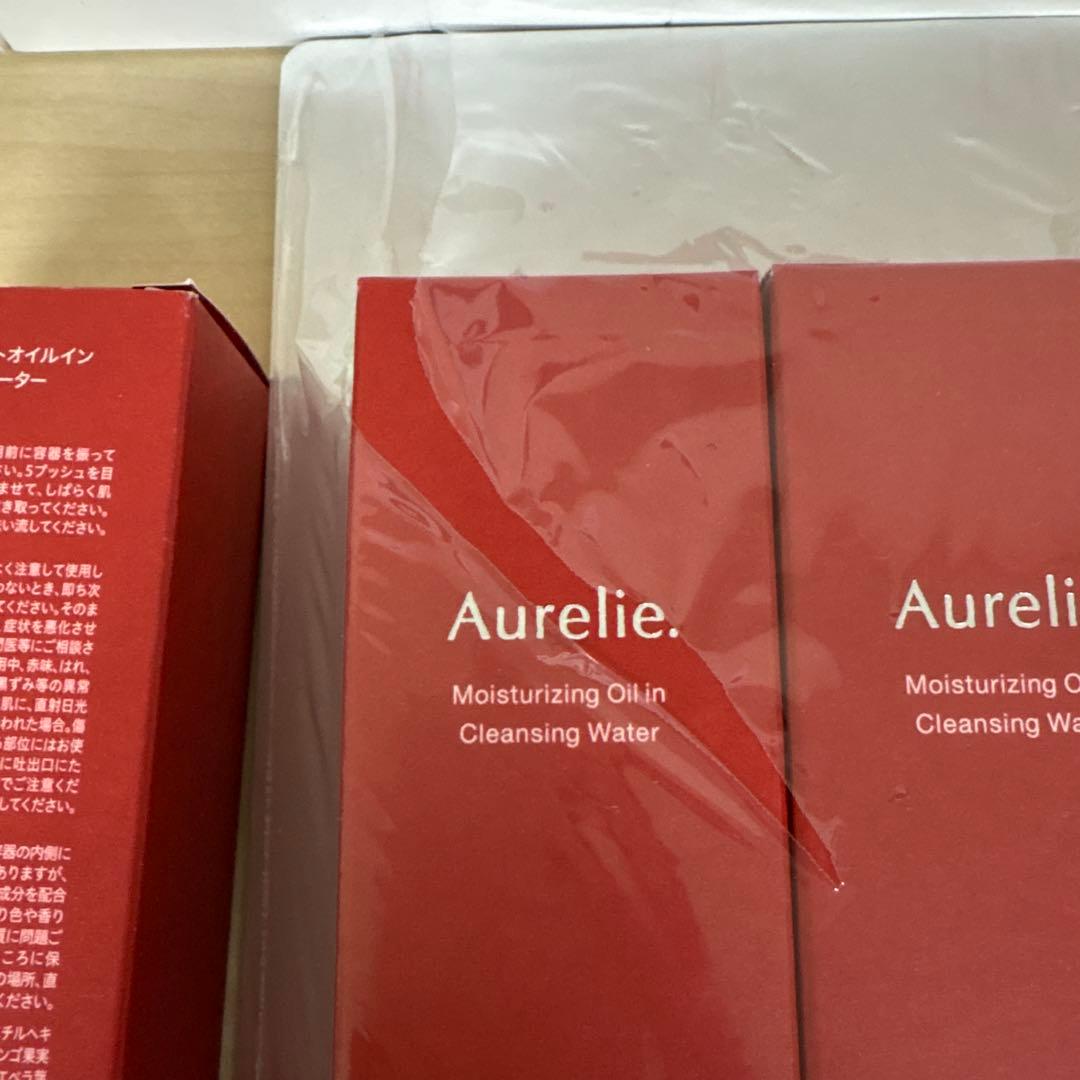 トオイルイン
ーター
前に容器を振って
い。5プッシュを目
ませて、しばらく肌
き取ってください。
い流してください。
く注意して使用し
わないとき、即ち次
てください。そのま
症状を悪化させ
医等にご相談さ
用中、赤味、はれ、
黒ずみ等の異常
肌に、直射日光
われた場合。傷
部位にはお使
に吐出口にた
でご注意くだ
してください。
器の内側に
ありますが、
成分を配合
り色や香り
質に問題ご
ころに保
の場所、直
ください。
チルヘキ
ンゴ果実
Aurelie.
Moisturizing Oil in
Cleansing Water
Aureli
Moisturizing O
Cleansing Wa